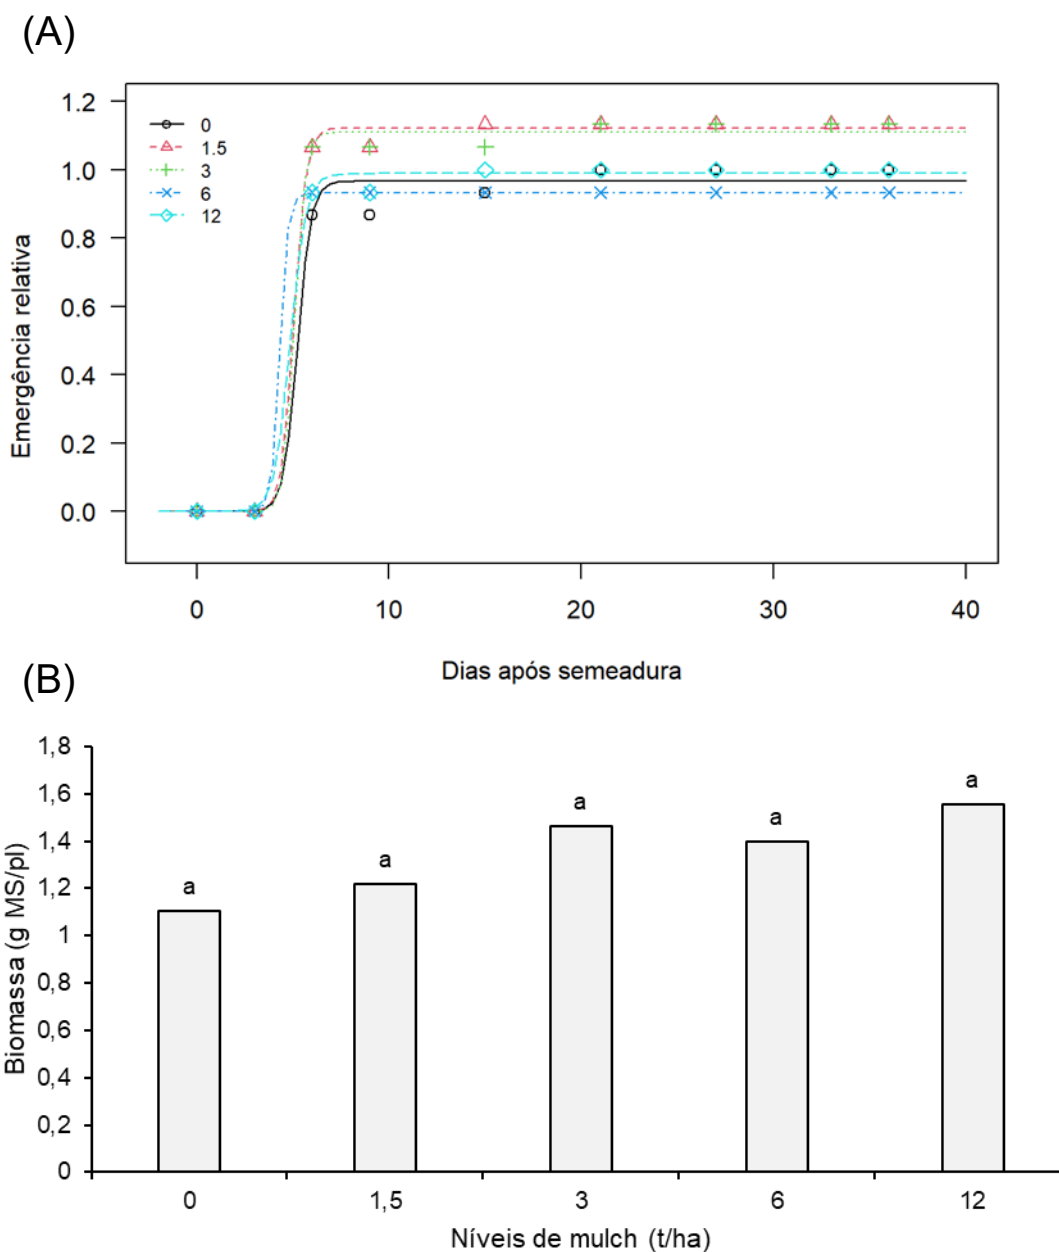 (A)
Emergência relativa
1.2
1.0
0.8
0.6
0.4
0.2
0.0
0
1.5
3
6
12
0 10 20 30 40
Dias após semeadura
(B)
Biomassa (g MS/pl)
1,8
1,6
1,4
1,2
1
0,8
0,6
0,4
0,2
0
a a a a a
0 1,5 3 6 12
Níveis de mulch (t/ha)